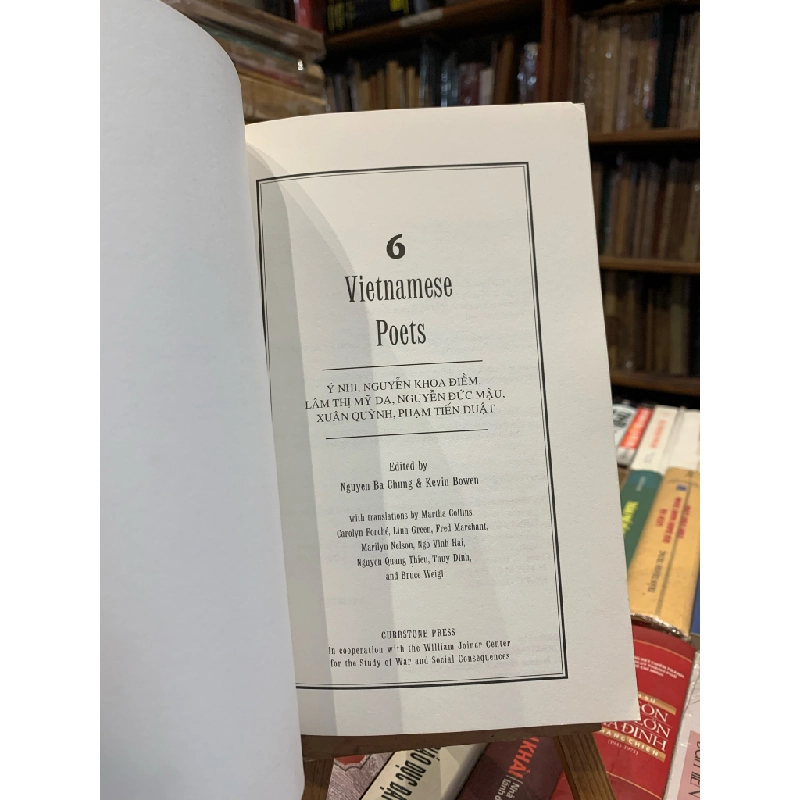 6
Vietnamese
Poets
Ý NHI, NGUYỄN KHOA ĐIỀM
LÂM THỊ MỸ DẠ, NGUYỄN ĐỨC MẬU,
XUÂN QUỲNH, PHẠM TIẾN DUẬT
Edited by
Nguyen Ba Chung & Kevin Bowen
with translations by Martha Collins
Carolyn Forché, Linh Green, Fred Marchant,
Marilyn Nelson, Ngo Vinh Hai,
Nguyen Quang Thieu, Thuy Dinh,
and Bruce Weigl
CURBSTONE PRESS
in cooperation with the William Joiner Center
for the Study of War and Social Consequences
KHẢI